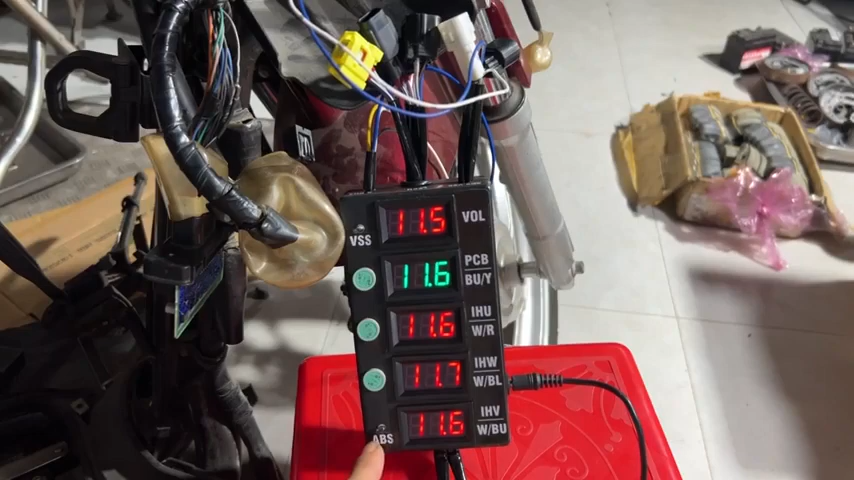 11.5 VOL
VSS
11.6 PCB
BU/Y
11.6 IHU
W/R
11.7 IHW
W/BL
11.6 IHV
W/BU
ABS